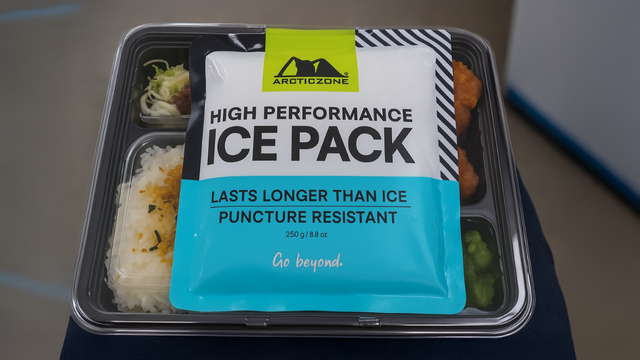 ARCTICZONE
HIGH PERFORMANCE
ICE PACK
LASTS LONGER THAN ICE
PUNCTURE RESISTANT
250 g / 8.8 oz
Go beyond.